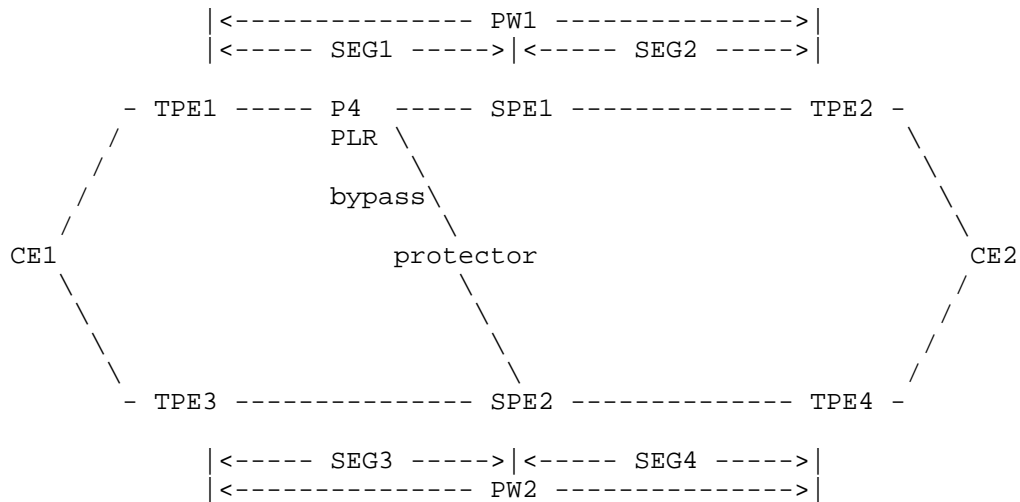 |<--------------- PW1 --------------->|
|<----- SEG1 ----->|<----- SEG2 ----->|
- TPE1 ----- P4 ----- SPE1 -------------- TPE2 -
PLR
bypass
CE1 protector CE2
- TPE3 --------------- SPE2 -------------- TPE4 -
|<----- SEG3 ----->|<----- SEG4 ----->|
|<--------------- PW2 --------------->|